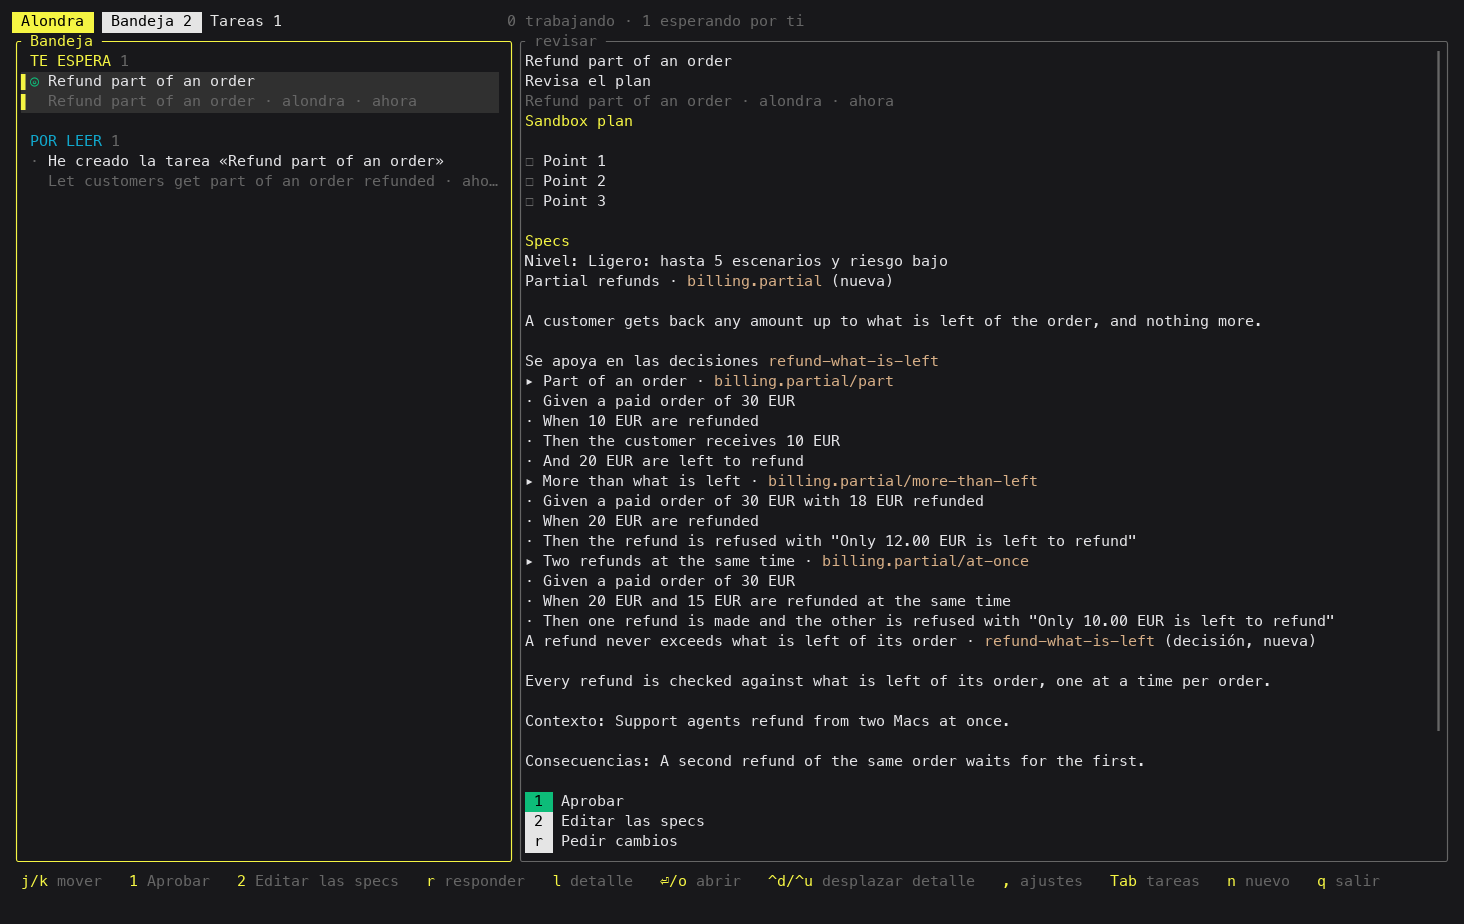 Alondra  Bandeja 2  Tareas 1  0 trabajando · 1 esperando por ti
Bandeja
TE ESPERA 1
☺ Refund part of an order
Refund part of an order · alondra · ahora
POR LEER 1
· He creado la tarea «Refund part of an order»
Let customers get part of an order refunded · aho…
revisar
Refund part of an order
Revisa el plan
Refund part of an order · alondra · ahora
Sandbox plan
☐ Point 1
☐ Point 2
☐ Point 3
Specs
Nivel: Ligero: hasta 5 escenarios y riesgo bajo
Partial refunds · billing.partial (nueva)
A customer gets back any amount up to what is left of the order, and nothing more.
Se apoya en las decisiones refund-what-is-left
▸ Part of an order · billing.partial/part
· Given a paid order of 30 EUR
· When 10 EUR are refunded
· Then the customer receives 10 EUR
· And 20 EUR are left to refund
▸ More than what is left · billing.partial/more-than-left
· Given a paid order of 30 EUR with 18 EUR refunded
· When 20 EUR are refunded
· Then the refund is refused with "Only 12.00 EUR is left to refund"
▸ Two refunds at the same time · billing.partial/at-once
· Given a paid order of 30 EUR
· When 20 EUR and 15 EUR are refunded at the same time
· Then one refund is made and the other is refused with "Only 10.00 EUR is left to refund"
A refund never exceeds what is left of its order · refund-what-is-left (decisión, nueva)
Every refund is checked against what is left of its order, one at a time per order.
Contexto: Support agents refund from two Macs at once.
Consecuencias: A second refund of the same order waits for the first.
1 Aprobar
2 Editar las specs
r Pedir cambios
j/k mover  1 Aprobar  2 Editar las specs  r responder  l detalle  ⏎/o abrir  ^d/^u desplazar detalle  , ajustes  Tab tareas  n nuevo  q salir